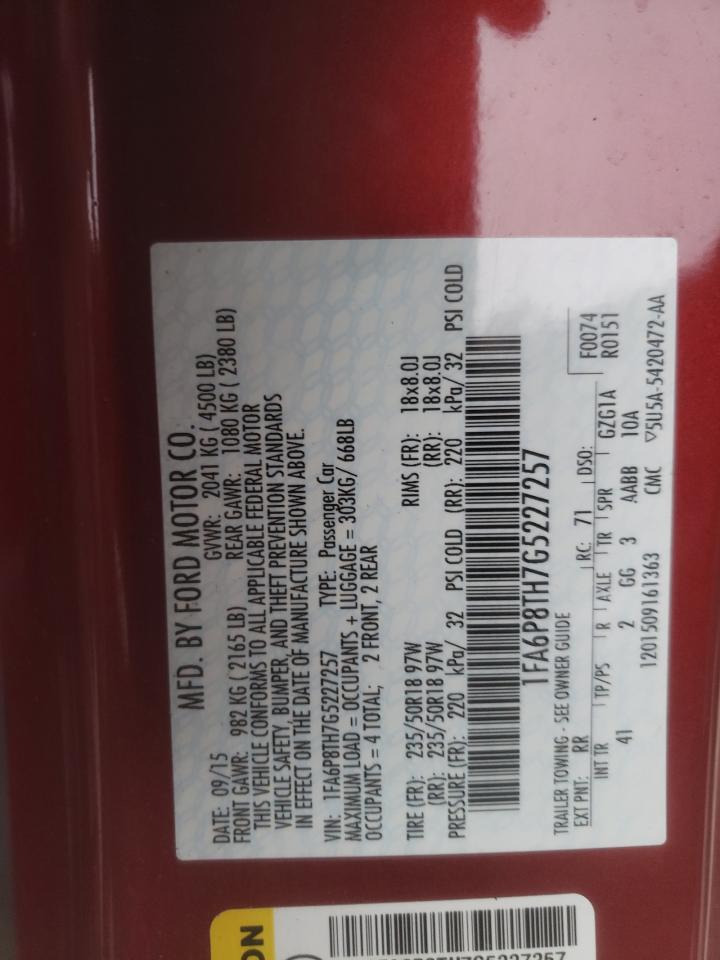 MFD. BY FORD MOTOR CO.
DATE: 09/15 GVWR: 2041 KG ( 4500 LB)
FRONT GAWR: 982 KG ( 2165 LB) REAR GAWR: 1080 KG ( 2380 LB)
THIS VEHICLE CONFORMS TO ALL APPLICABLE FEDERAL MOTOR
VEHICLE SAFETY, BUMPER, AND THEFT PREVENTION STANDARDS
IN EFFECT ON THE DATE OF MANUFACTURE SHOWN ABOVE.
VIN: 1FA6P8TH7G5227257 TYPE: Passenger Car
MAXIMUM LOAD = OCCUPANTS + LUGGAGE = 303KG/ 668LB
OCCUPANTS = 4 TOTAL; 2 FRONT, 2 REAR
TIRE (FR): 235/50R18 97W RIMS (FR): 18x8.0J
(RR): 235/50R18 97W (RR): 18x8.0J
PRESSURE (FR): 220 kPa/ 32 PSI COLD (RR): 220 kPa/ 32 PSI COLD
1FA6P8TH7G5227257
TRAILER TOWING - SEE OWNER GUIDE F0074
EXT PNT: RR RC: 71 DSO: R0151
INT TR TP/PS R AXLE TR SPR GZG1A
41 2 GG 3 AABB 10A
1201509161363 CMC ▽5U5A-5420472-AA